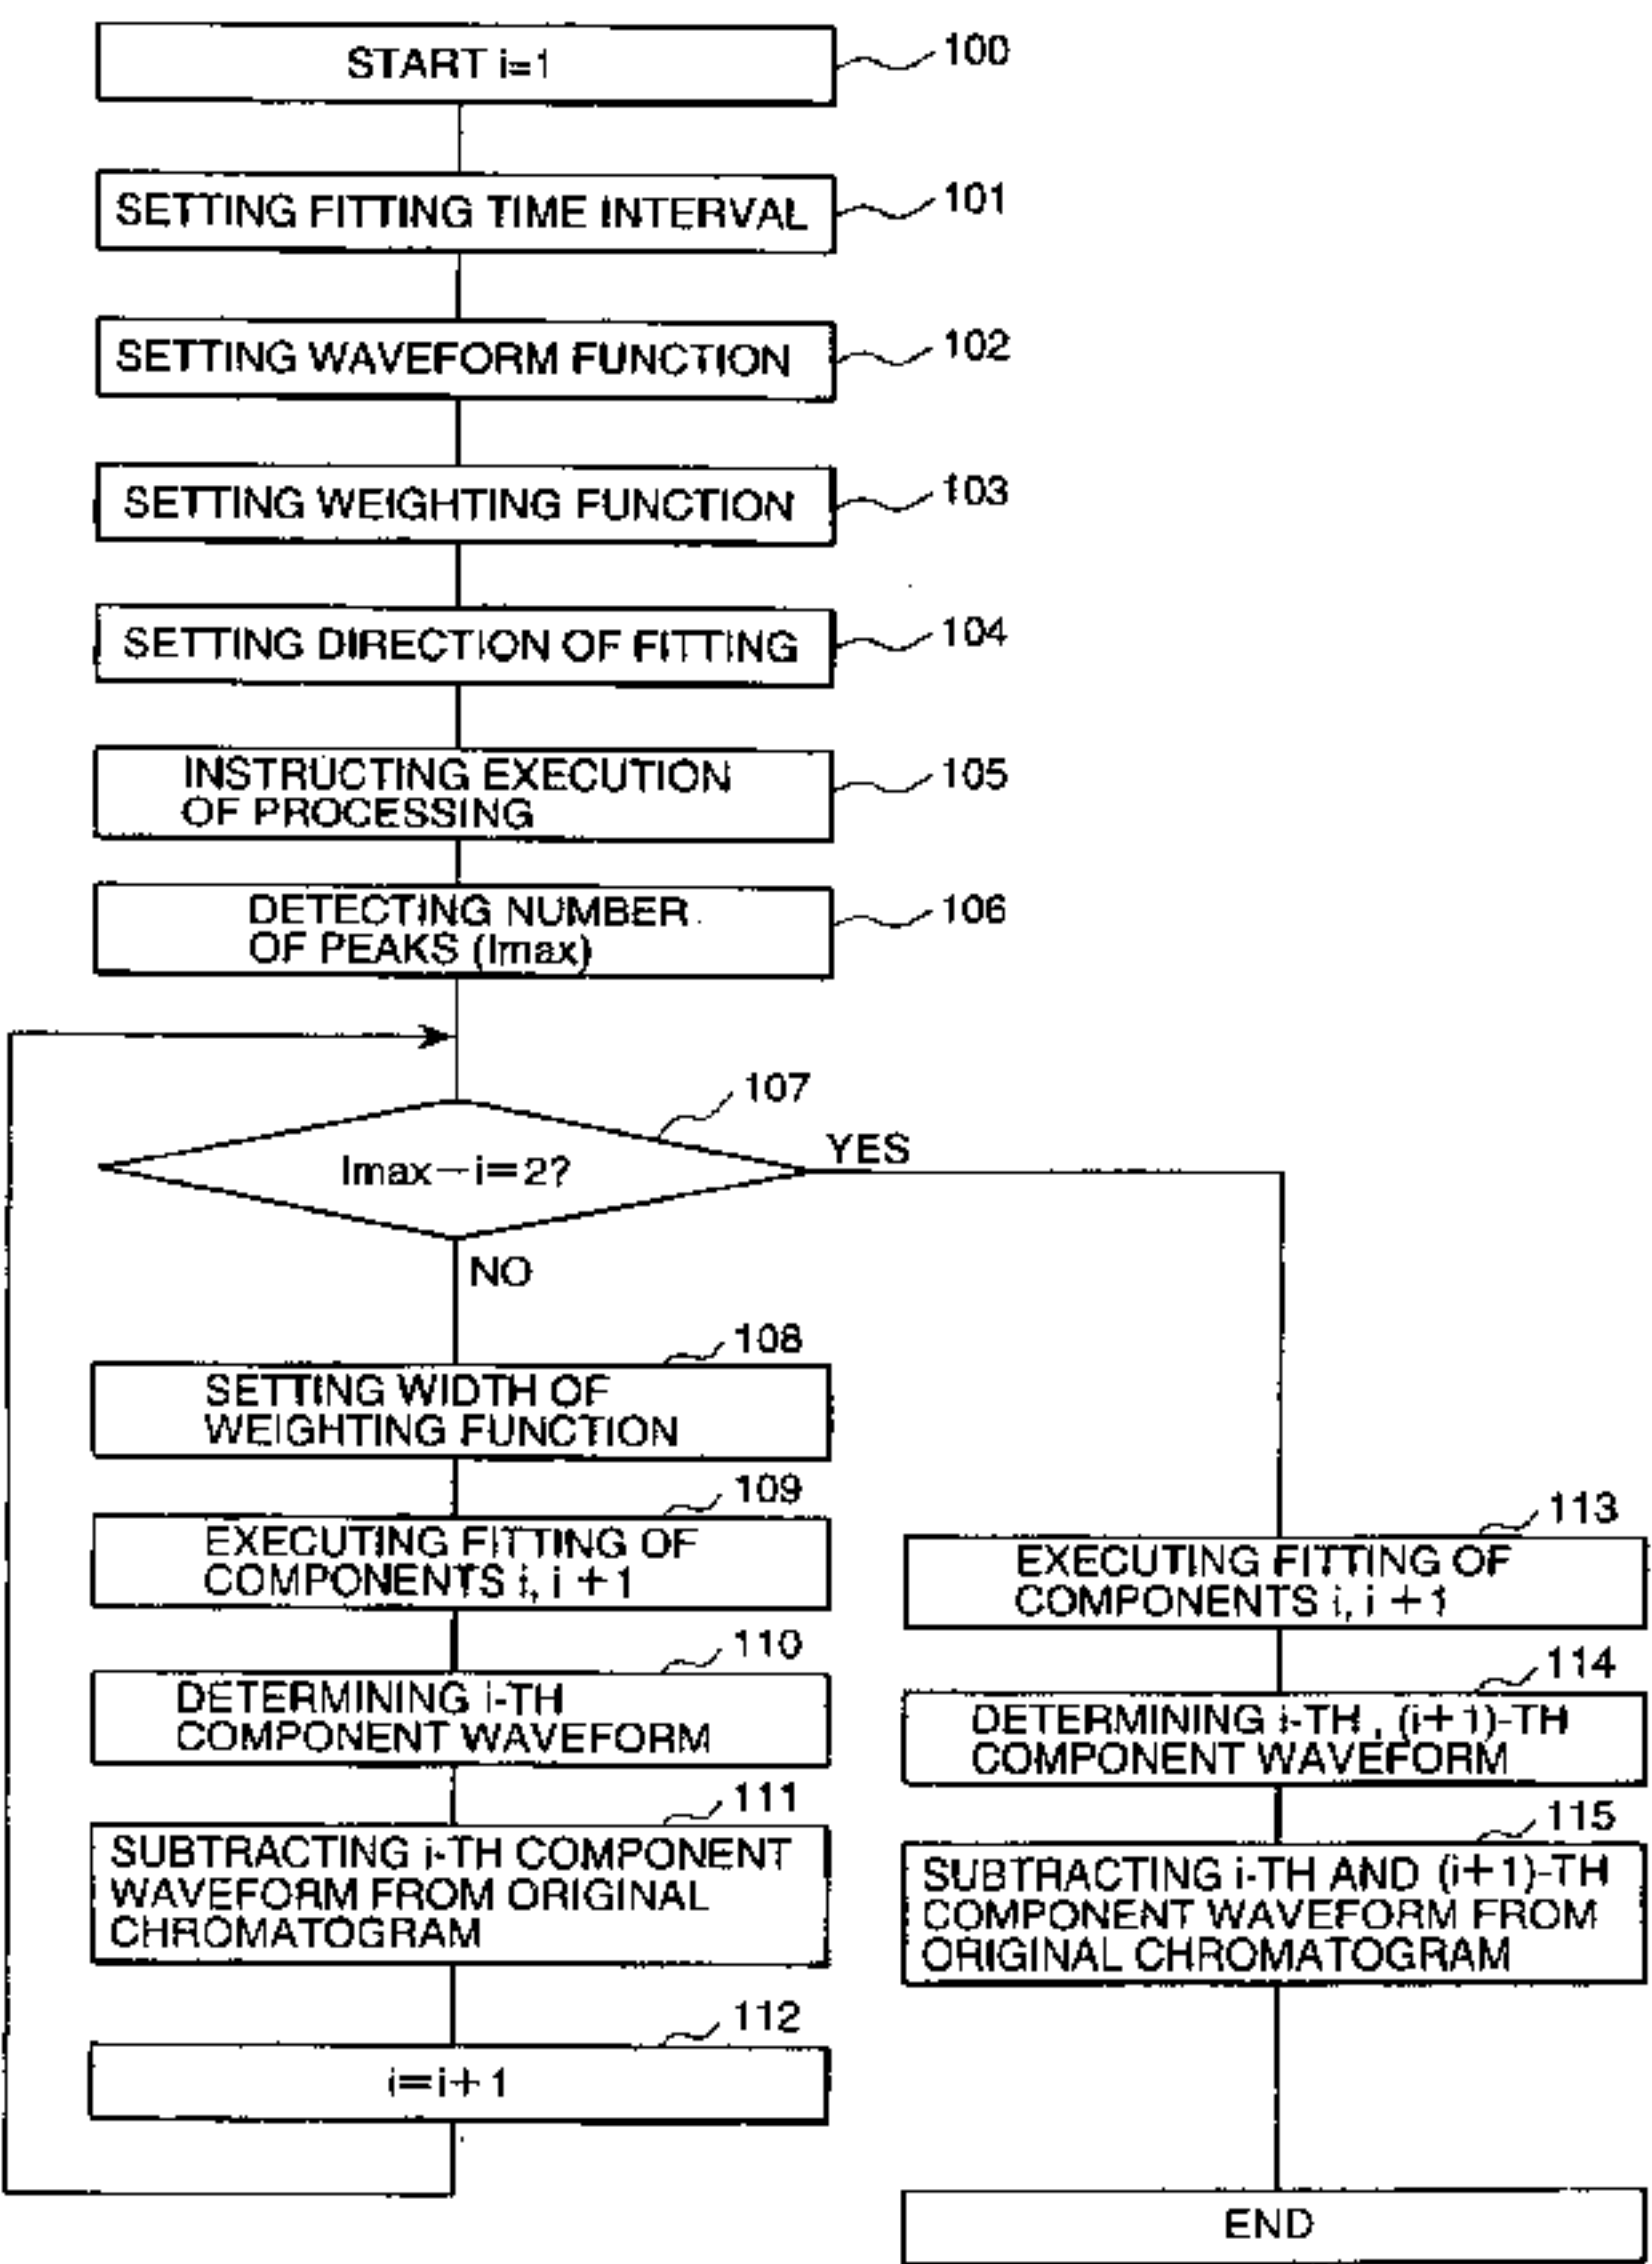 START i=1
100
SETTING FITTING TIME INTERVAL
101
SETTING WAVEFORM FUNCTION
102
SETTING WEIGHTING FUNCTION
103
SETTING DIRECTION OF FITTING
104
INSTRUCTING EXECUTION
OF PROCESSING
105
DETECTING NUMBER
OF PEAKS (Imax)
106
107
Imax−i=2?
YES
NO
108
SETTING WIDTH OF
WEIGHTING FUNCTION
109
EXECUTING FITTING OF
COMPONENTS i, i +1
110
DETERMINING i-TH
COMPONENT WAVEFORM
111
SUBTRACTING i-TH COMPONENT
WAVEFORM FROM ORIGINAL
CHROMATOGRAM
112
i=i+1
113
EXECUTING FITTING OF
COMPONENTS i, i +1
114
DETERMINING i-TH , (i+1)-TH
COMPONENT WAVEFORM
115
SUBTRACTING i-TH AND (i+1)-TH
COMPONENT WAVEFORM FROM
ORIGINAL CHROMATOGRAM
END